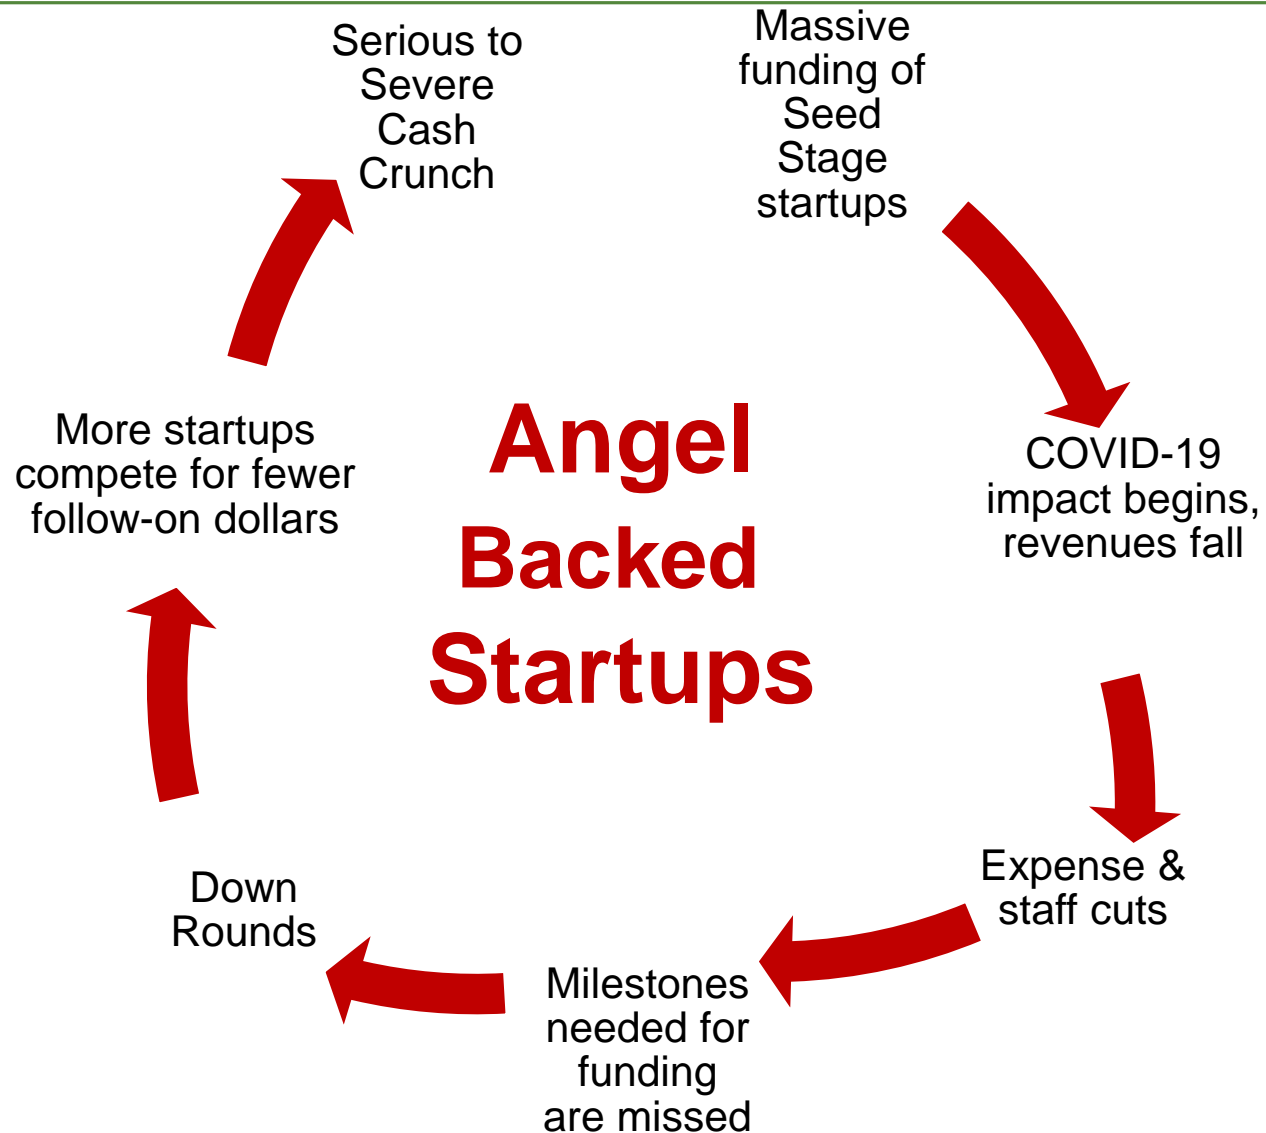 Massive
funding of
Seed
Stage
startups
COVID-19
impact begins,
revenues fall
Expense &
staff cuts
Milestones
needed for
funding
are missed
Down
Rounds
More startups
compete for fewer
follow-on dollars
Serious to
Severe
Cash
Crunch
Angel
Backed
Startups